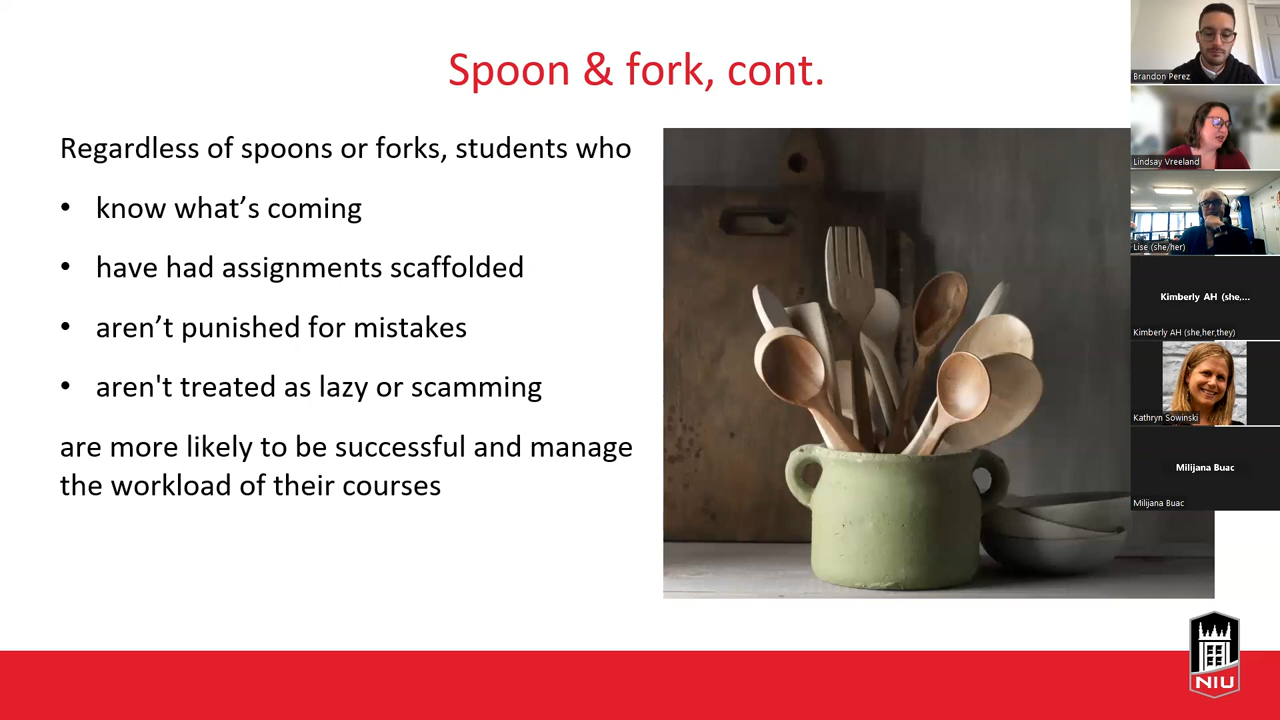 Spoon & fork, cont.
Regardless of spoons or forks, students who
• know what’s coming
• have had assignments scaffolded
• aren’t punished for mistakes
• aren't treated as lazy or scamming
are more likely to be successful and manage
the workload of their courses
Brandon Perez
Lindsay Vreeland
Lise (she/her)
Kimberly AH (she,...
Kimberly AH (she,her,they)
Kathryn Sowinski
Milijana Buac
Milijana Buac
NIU